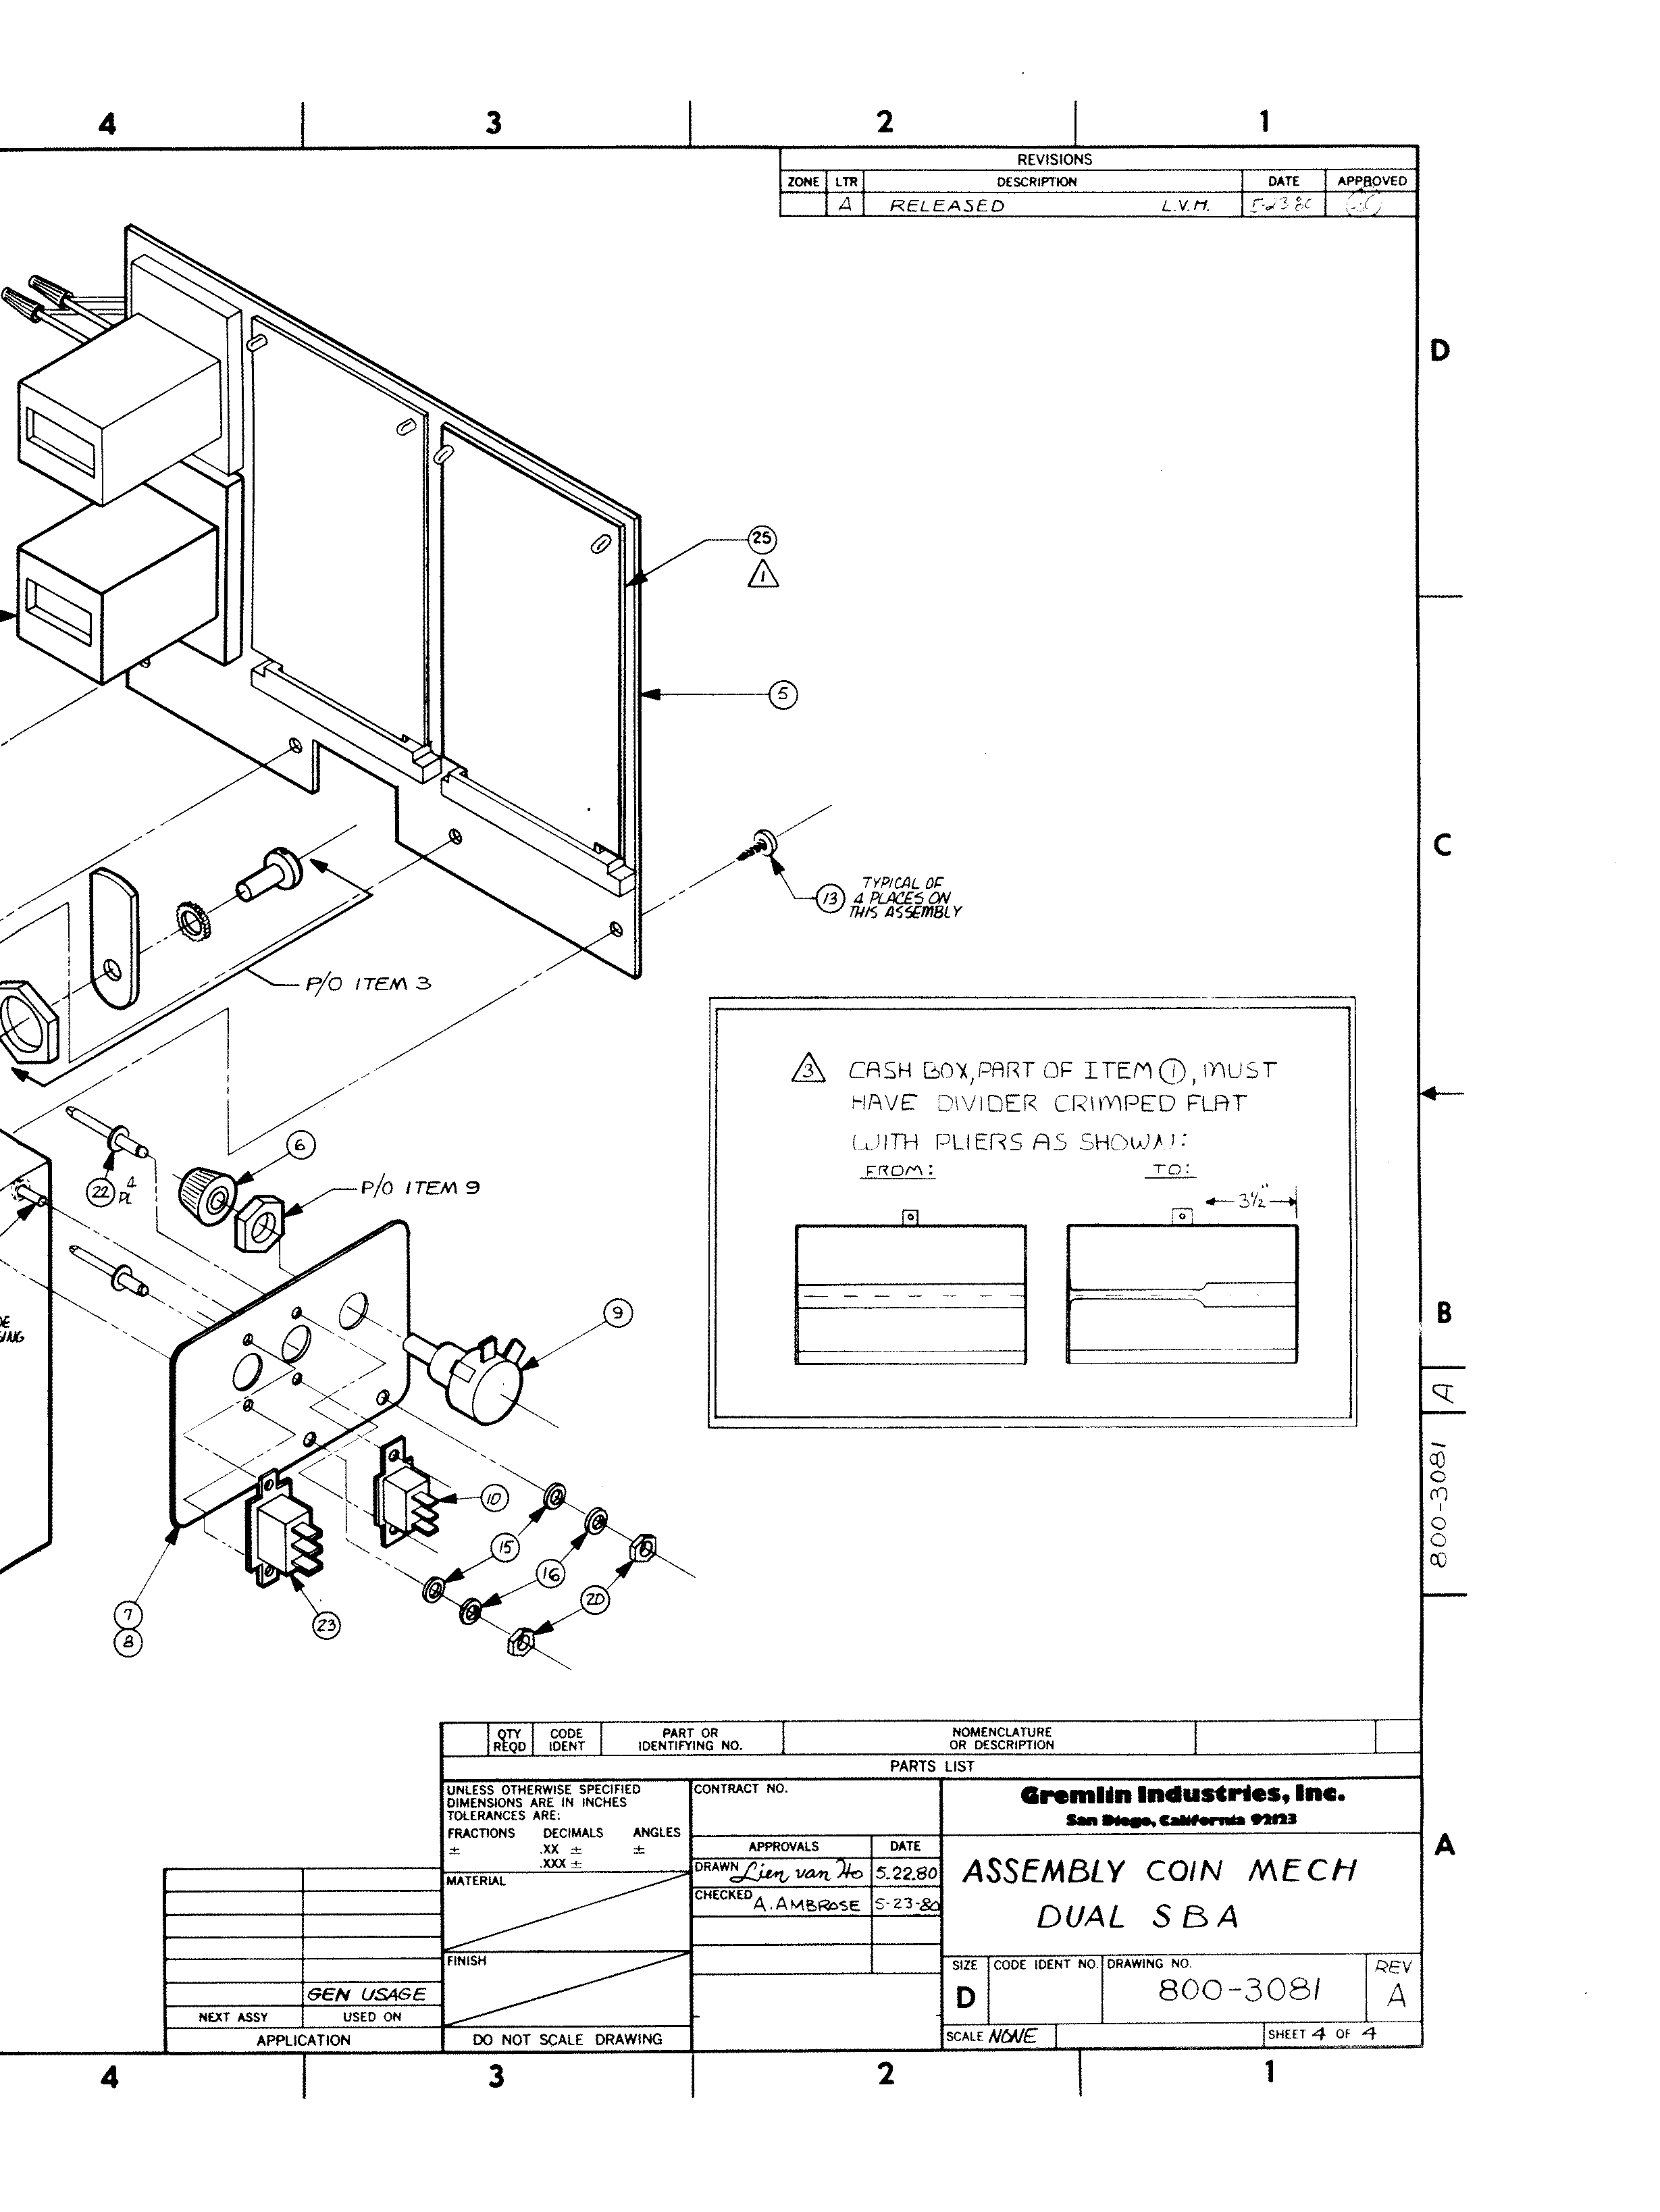 4 3 2 1
REVISIONS
ZONE LTR DESCRIPTION DATE APPROVED
A RELEASED L.V.H. 5-23 80
D
25
1
5
C
13 TYPICAL OF
4 PLACES ON
THIS ASSEMBLY
P/O ITEM 3
3 CASH BOX, PART OF ITEM 1, MUST
HAVE DIVIDER CRIMPED FLAT
WITH PLIERS AS SHOWN:
FROM: TO:
3½"
6
22 4
PL
P/O ITEM 9
9
B
A
800-3081
10
15
16
20
23
7
8
QTY
REQD
CODE
IDENT
PART OR
IDENTIFYING NO.
NOMENCLATURE
OR DESCRIPTION
PARTS LIST
UNLESS OTHERWISE SPECIFIED
DIMENSIONS ARE IN INCHES
TOLERANCES ARE:
FRACTIONS DECIMALS ANGLES
± .XX ± ±
.XXX ±
MATERIAL
FINISH
DO NOT SCALE DRAWING
CONTRACT NO.
APPROVALS DATE
DRAWN Lien van Ho 5.22.80
CHECKED A. AMBROSE 5-23-80
Gremlin Industries, Inc.
San Diego, California 92123
ASSEMBLY COIN MECH
DUAL SBA
A
SIZE CODE IDENT NO. DRAWING NO. REV
D 800-3081 A
SCALE NONE SHEET 4 OF 4
GEN USAGE
NEXT ASSY USED ON
APPLICATION
4 3 2 1